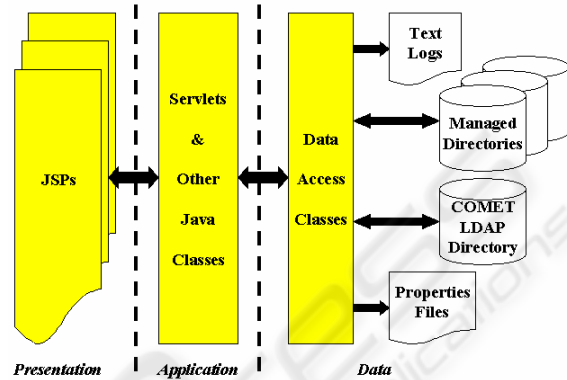 Text
Logs
Servlets
&
Other
Java
Classes
Data
Access
Classes
Managed
Directories
JSPs
COMET
LDAP
Directory
Properties
Files
Presentation
Application
Data